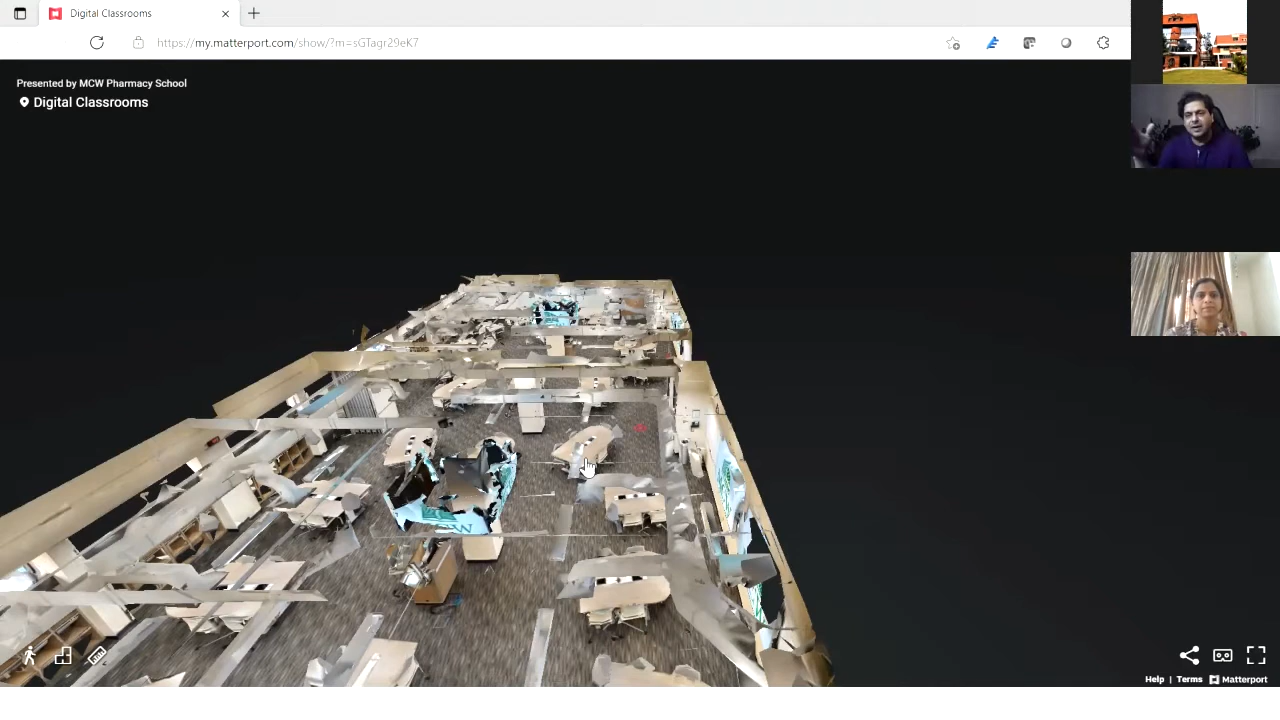 Digital Classrooms
https://my.matterport.com/show/?m=sGTagr29eK7
Presented by MCW Pharmacy School
Digital Classrooms
W
Help | Terms Matterport